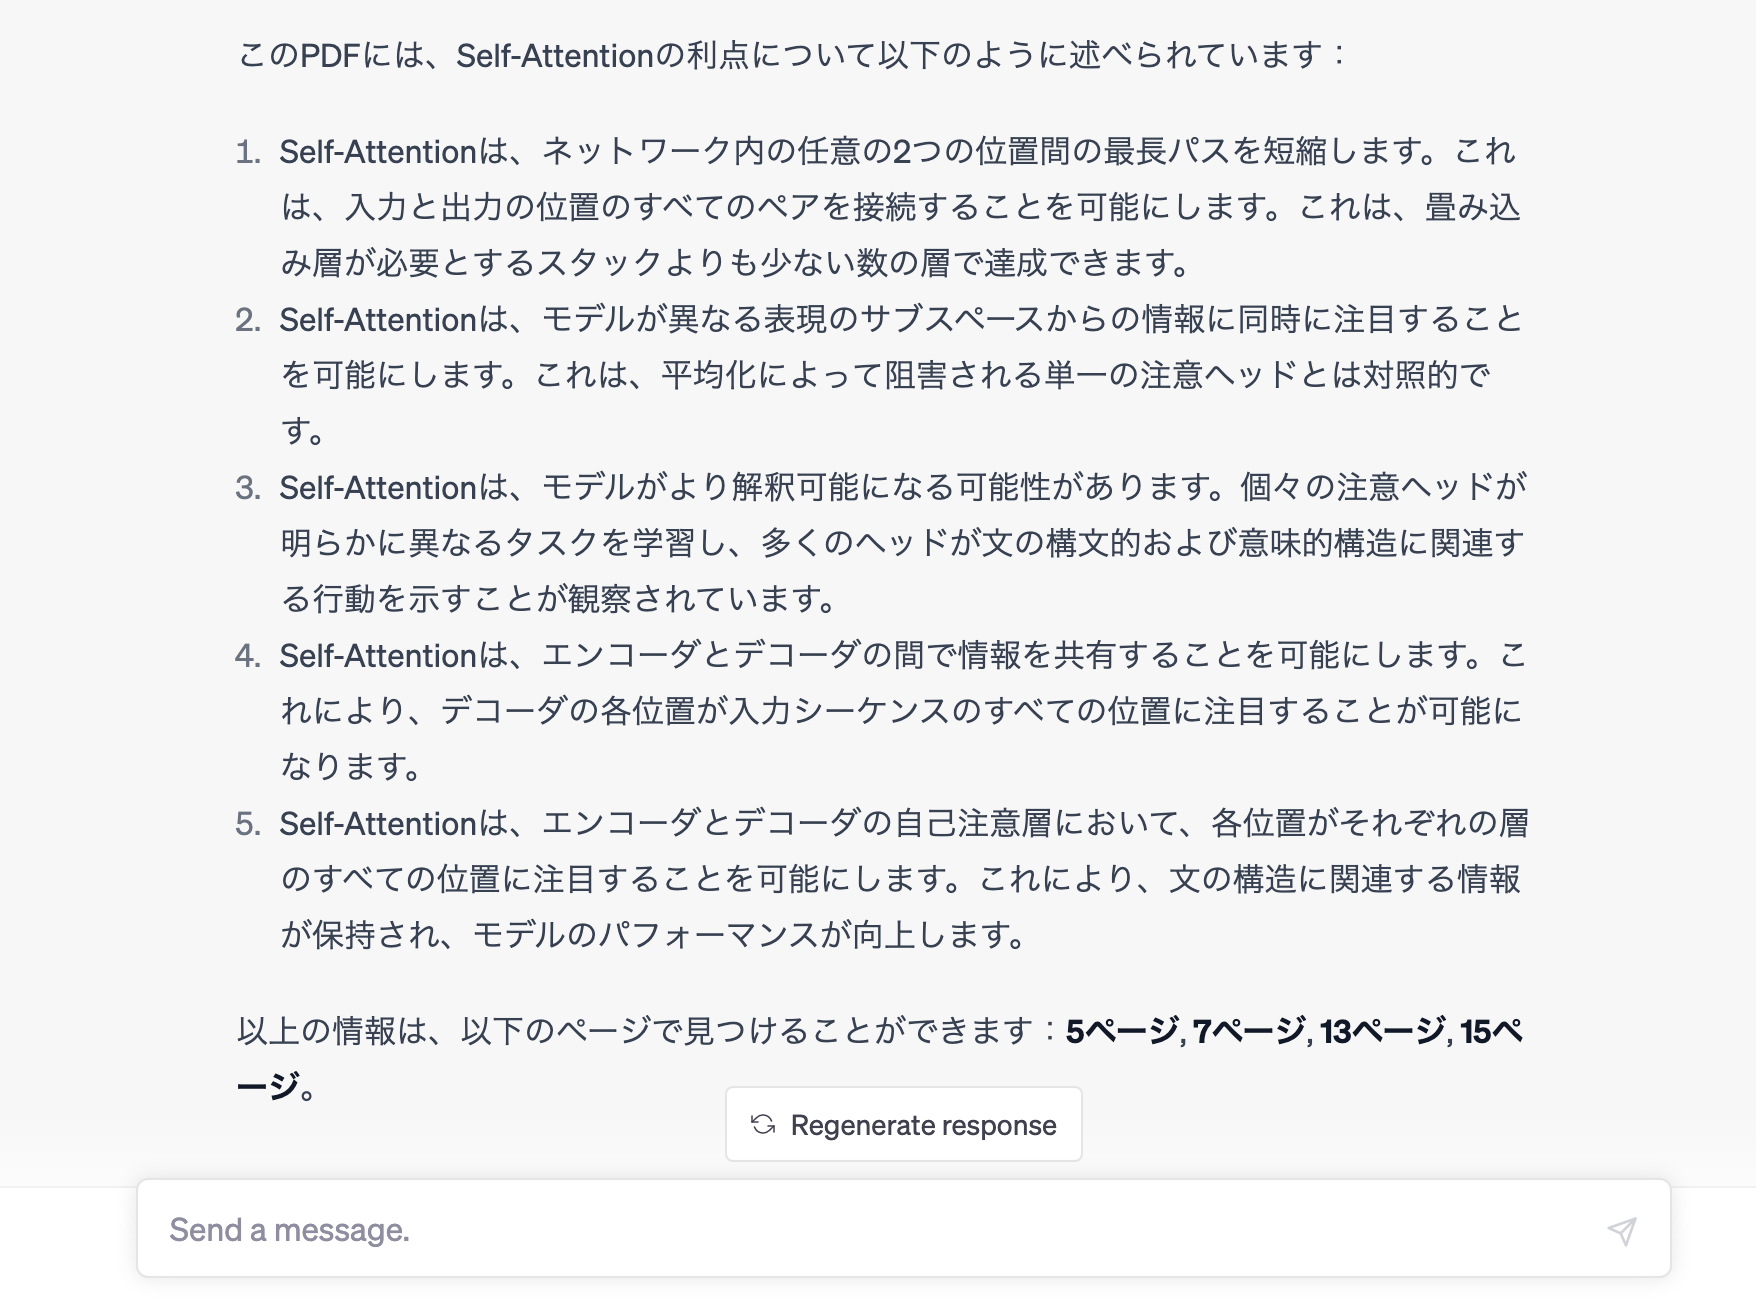 このPDFには、Self-Attentionの利点について以下のように述べられています：
1. Self-Attentionは、ネットワーク内の任意の2つの位置間の最長パスを短縮します。これ
は、入力と出力の位置のすべてのペアを接続することを可能にします。これは、畳み込
み層が必要とするスタックよりも少ない数の層で達成できます。
2. Self-Attentionは、モデルが異なる表現のサブスペースからの情報に同時に注目すること
を可能にします。これは、平均化によって阻害される単一の注意ヘッドとは対照的で
す。
3. Self-Attentionは、モデルがより解釈可能になる可能性があります。個々の注意ヘッドが
明らかに異なるタスクを学習し、多くのヘッドが文の構文的および意味的構造に関連す
る行動を示すことが観察されています。
4. Self-Attentionは、エンコーダとデコーダの間で情報を共有することを可能にします。こ
れにより、デコーダの各位置が入力シーケンスのすべての位置に注目することが可能に
なります。
5. Self-Attentionは、エンコーダとデコーダの自己注意層において、各位置がそれぞれの層
のすべての位置に注目することを可能にします。これにより、文の構造に関連する情報
が保持され、モデルのパフォーマンスが向上します。
以上の情報は、以下のページで見つけることができます：5ページ, 7ページ, 13ページ, 15ペ
ージ。
Regenerate response
Send a message.